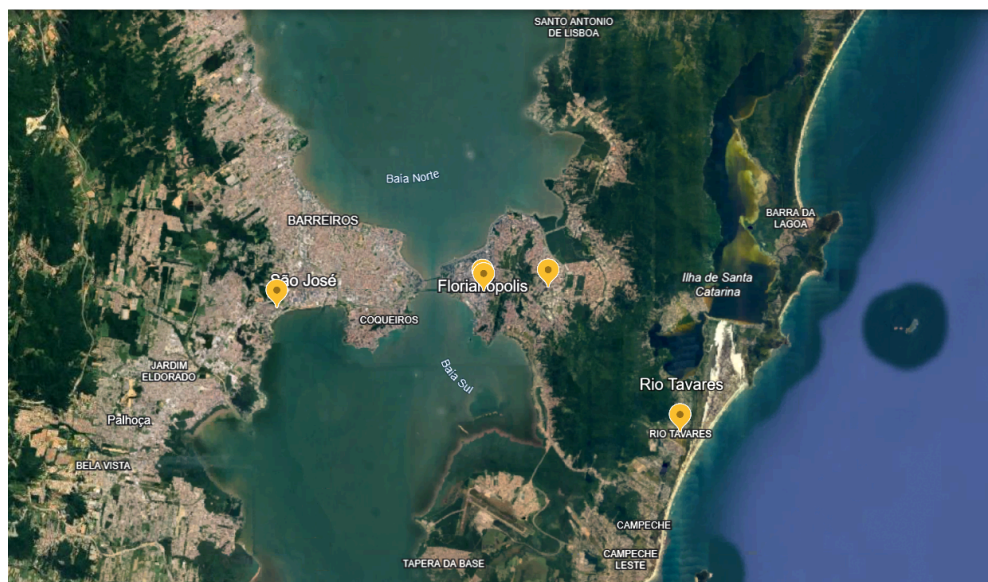 SANTO ANTONIO
DE LISBOA
Baia Norte
BARREIROS
BARRA DA
LAGOA
São José
Florianópolis
Ilha de Santa
Catarina
COQUEIROS
JARDIM
ELDORADO
Baia Sul
Rio Tavares
Palhoça
RIO TAVARES
BELA VISTA
CAMPECHE
TAPERA DA BASE
CAMPECHE
LESTE